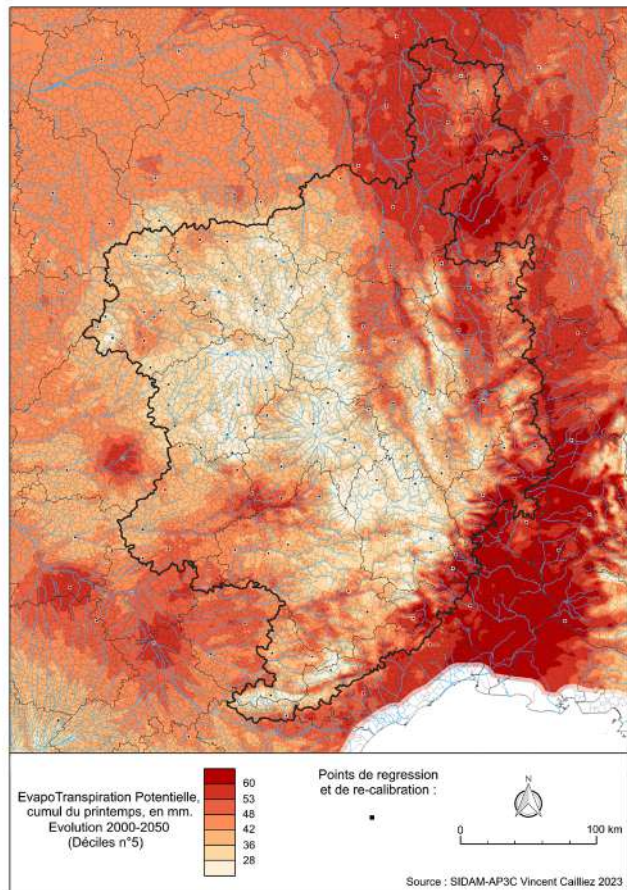 EvapoTranspiration Potentielle,
cumul du printemps, en mm.
Evolution 2000-2050
(Déciles n°5)
60
53
48
42
36
28
Points de regression
et de re-calibration :
N
0
100 km
Source : SIDAM-AP3C Vincent Cailliez 2023